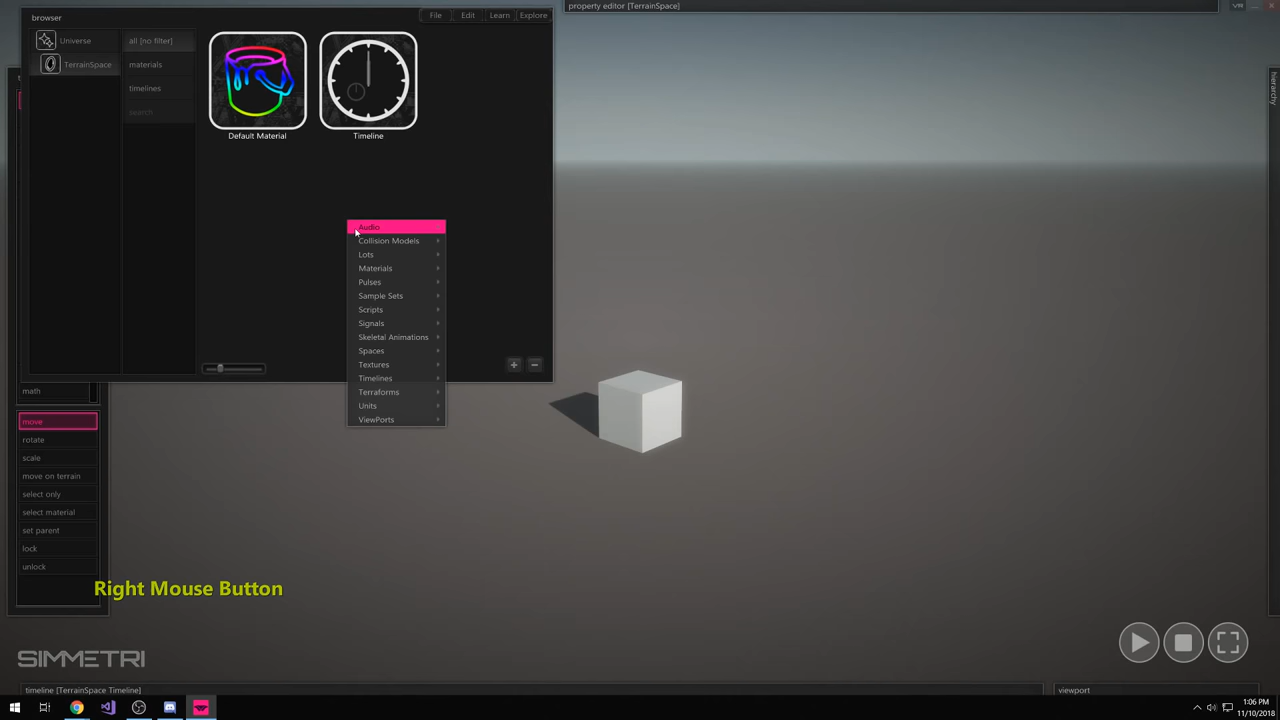 browser
File
Edit
Learn
Explore
property editor [TerrainSpace]
Universe
TerrainSpace
all [no filter]
materials
timelines
search
Default Material
Timeline
hierarchy
Audio
Collision Models
Lots
Materials
Pulses
Sample Sets
Scripts
Signals
Skeletal Animations
Spaces
Textures
Timelines
Terraforms
Units
ViewPorts
math
move
rotate
scale
move on terrain
select only
select material
set parent
lock
unlock
Right Mouse Button
SIMMETRI
timeline [TerrainSpace Timeline]
viewport
1:06 PM
11/10/2018